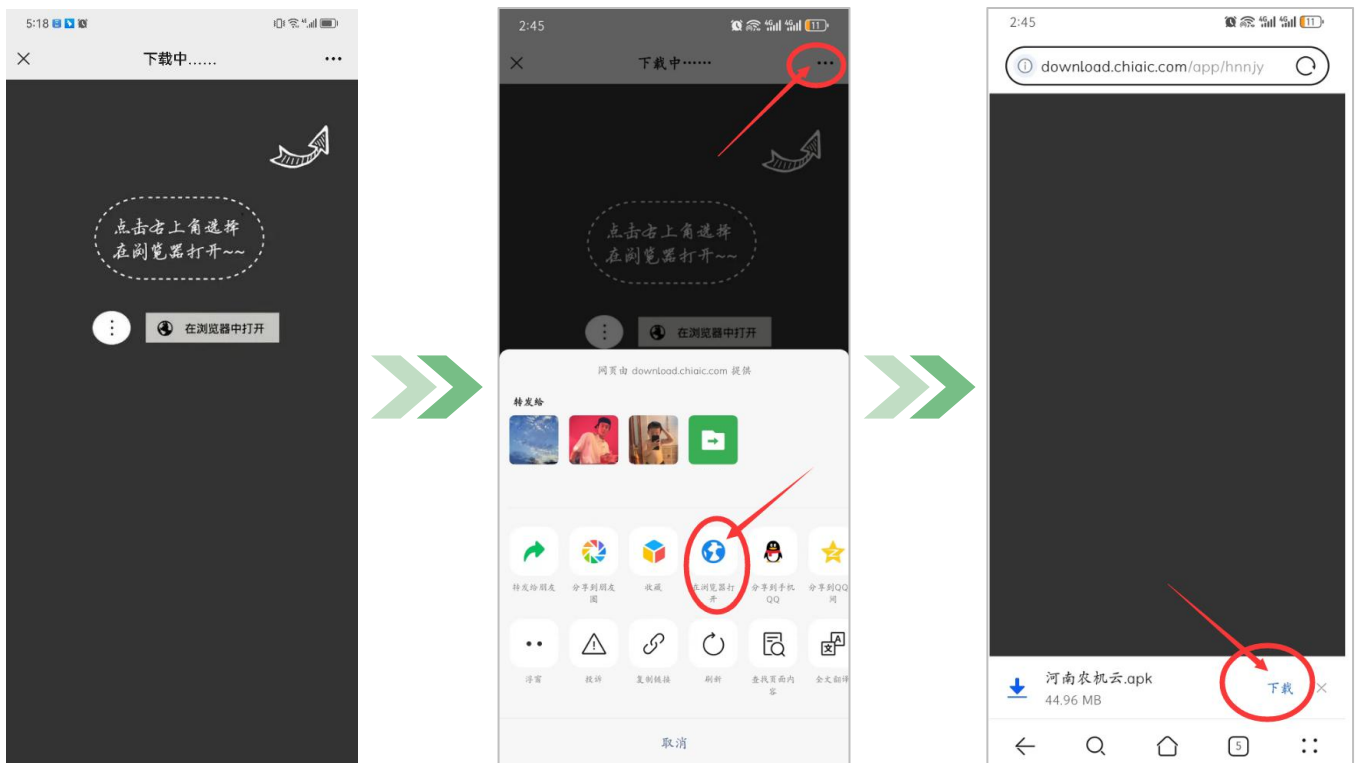 5:18
下载中......
点击右上角选择
在浏览器打开~~
在浏览器中打开
2:45
11
下载中······
点击右上角选择
在浏览器打开~~
在浏览器中打开
网页由 download.chiaic.com 提供
转发给
转发给朋友
分享到朋友
圈
收藏
在浏览器打
开
分享到手机
QQ
分享到QQ
间
浮窗
投诉
复制链接
刷新
查找页面内
容
全文翻译
取消
2:45
11
download.chiaic.com/app/hnnjy
河南农机云.apk
44.96 MB
下载
5